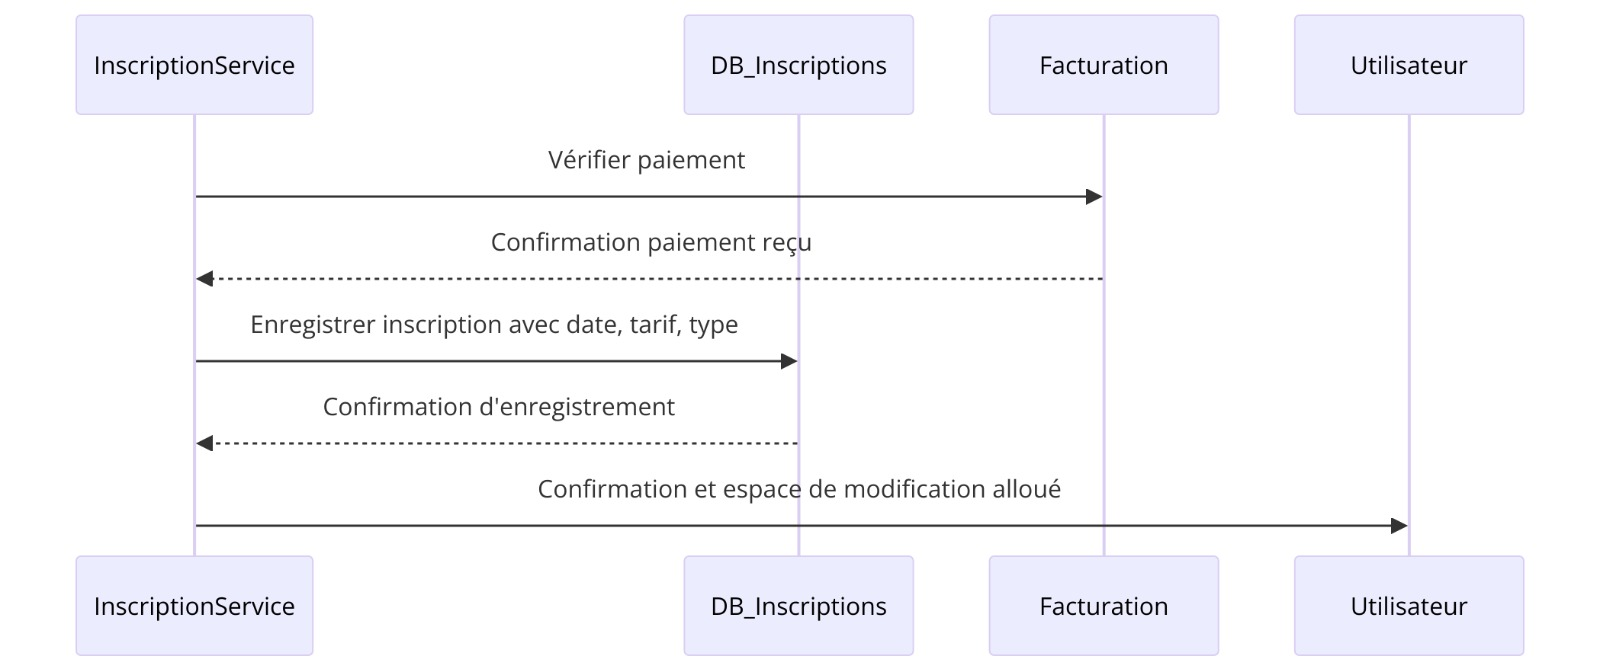 InscriptionService
DB_Inscriptions
Facturation
Utilisateur
Vérifier paiement
Confirmation paiement reçu
Enregistrer inscription avec date, tarif, type
Confirmation d'enregistrement
Confirmation et espace de modification alloué
InscriptionService
DB_Inscriptions
Facturation
Utilisateur